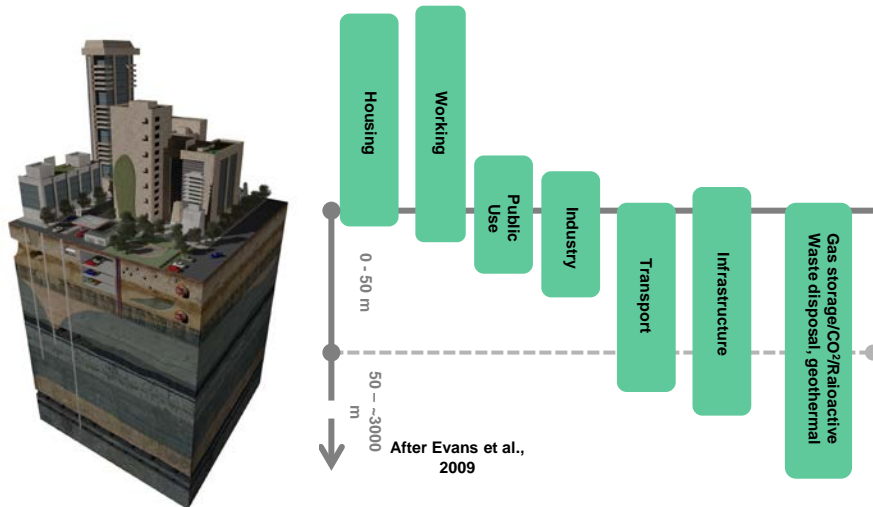 Housing
Working
Public
Use
Industry
Transport
Infrastructure
Gas storage/CO²/Raioactive
Waste disposal, geothermal
0 - 50 m
50 – ~3000
m
After Evans et al.,
2009